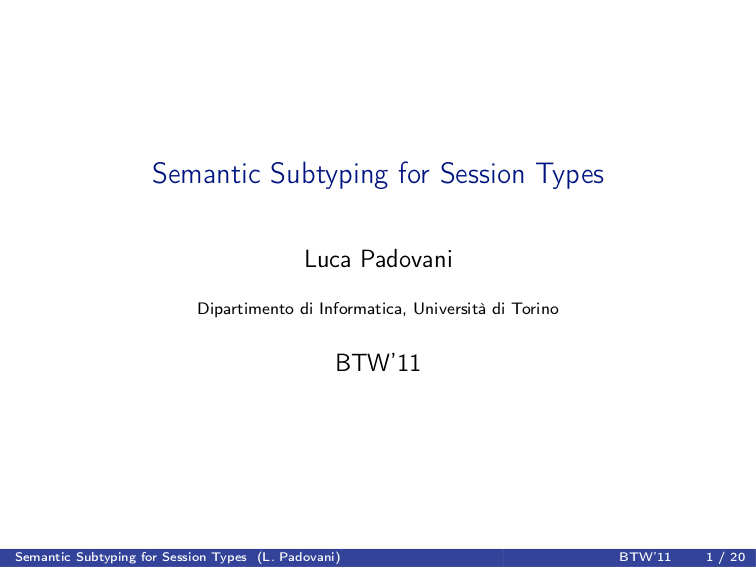 Semantic Subtyping for Session Types
Luca Padovani
Dipartimento di Informatica, Università di Torino
BTW'11
Semantic Subtyping for Session Types (L. Padovani) BTW'11 1 / 20